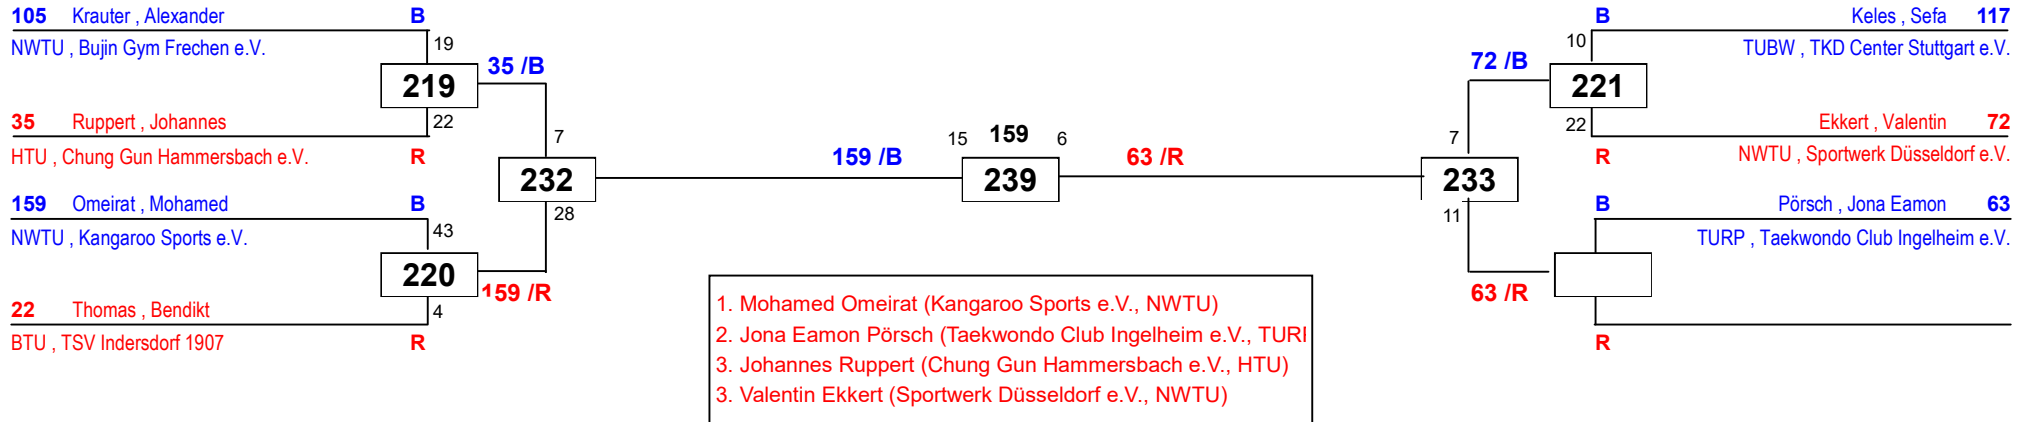 105 Krauter , Alexander B
NWTU , Bujin Gym Frechen e.V.
19
219
35 /B
22
35 Ruppert , Johannes
HTU , Chung Gun Hammersbach e.V. R
7
232
28
159 Omeirat , Mohamed B
NWTU , Kangaroo Sports e.V.
43
220
159 /R
4
22 Thomas , Bendikt
BTU , TSV Indersdorf 1907 R
159 /B
15 159 6
239
63 /R
B Keles , Sefa 117
TUBW , TKD Center Stuttgart e.V.
10
72 /B
221
22
Ekkert , Valentin 72
R NWTU , Sportwerk Düsseldorf e.V.
7
233
11
B Pörsch , Jona Eamon 63
TURP , Taekwondo Club Ingelheim e.V.
63 /R
R
1. Mohamed Omeirat (Kangaroo Sports e.V., NWTU)
2. Jona Eamon Pörsch (Taekwondo Club Ingelheim e.V., TUR
3. Johannes Ruppert (Chung Gun Hammersbach e.V., HTU)
3. Valentin Ekkert (Sportwerk Düsseldorf e.V., NWTU)